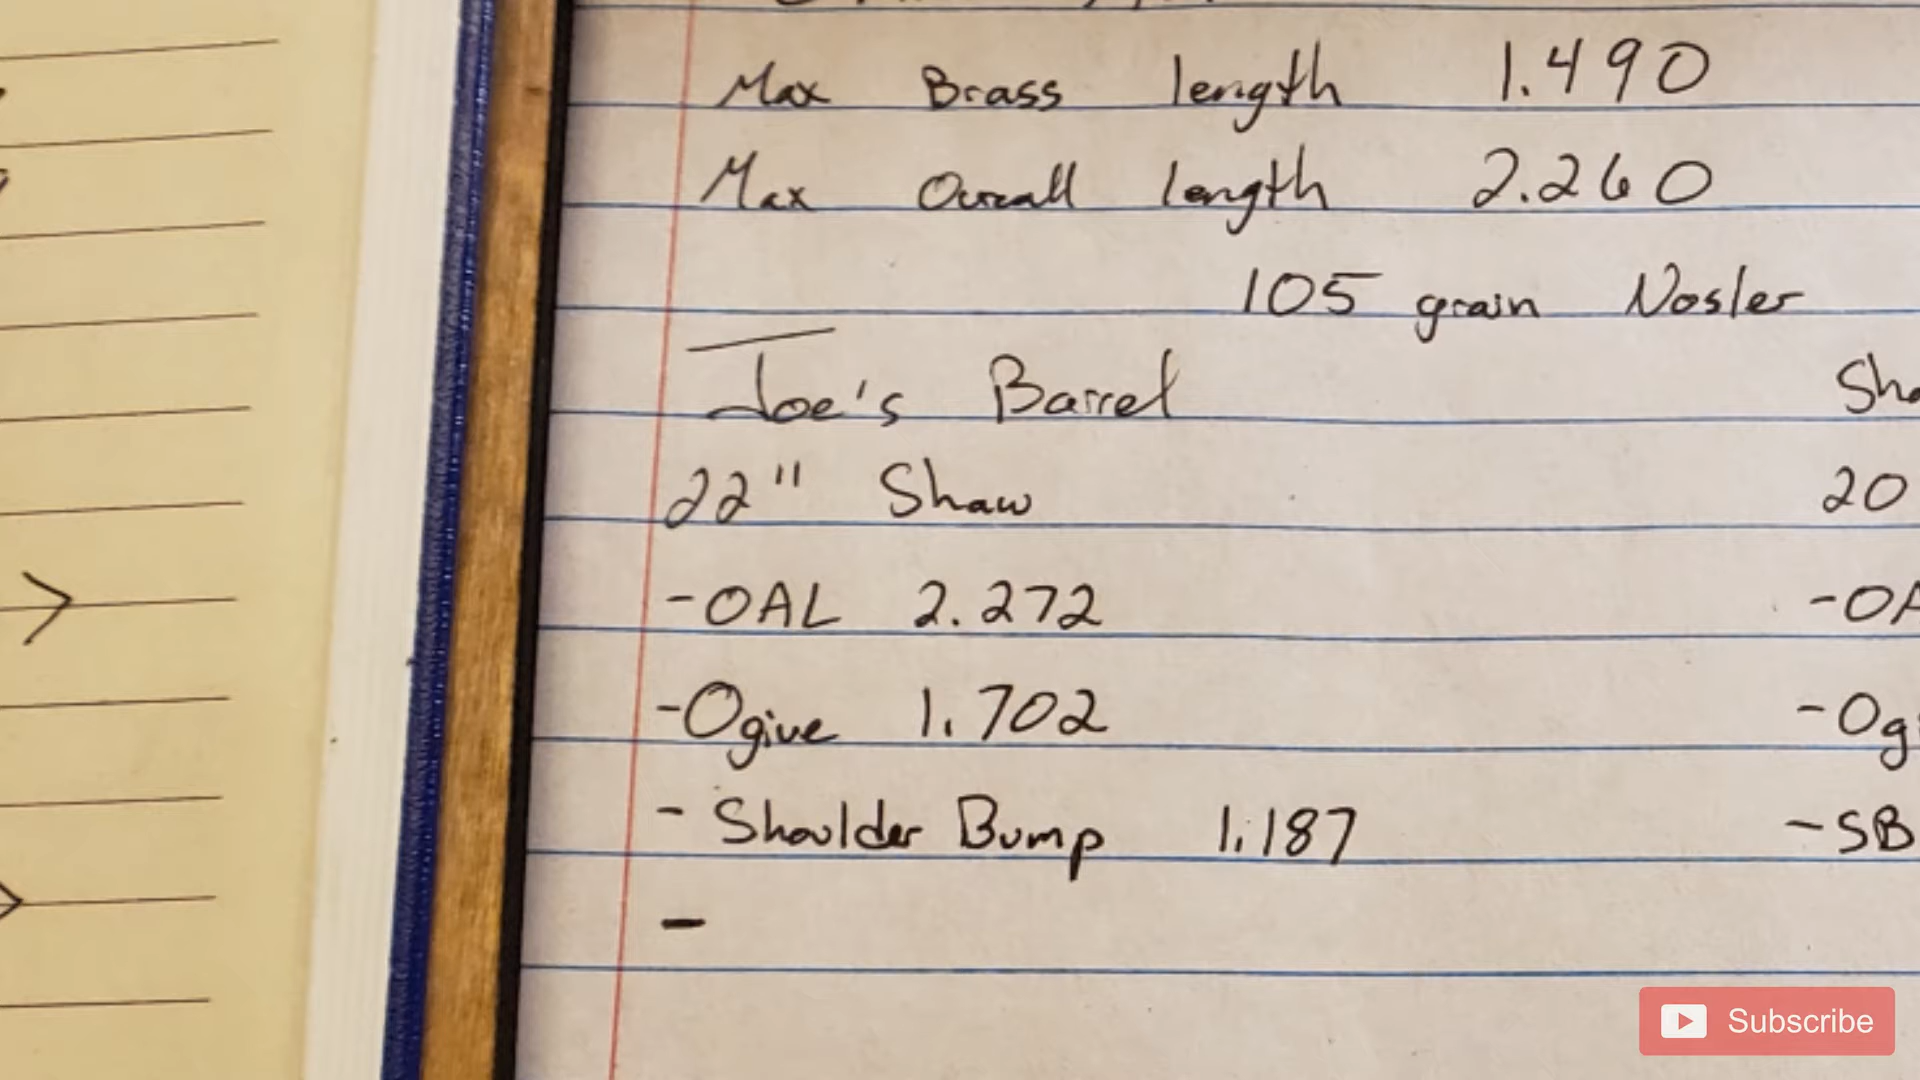 Max Brass length 1.490
Max Overall length 2.260
105 grain Nosler
Joe's Barrel
22" Shaw
20
-OAL 2.272
-Ogive 1.702
- Shoulder Bump 1.187
-SB
-
Subscribe